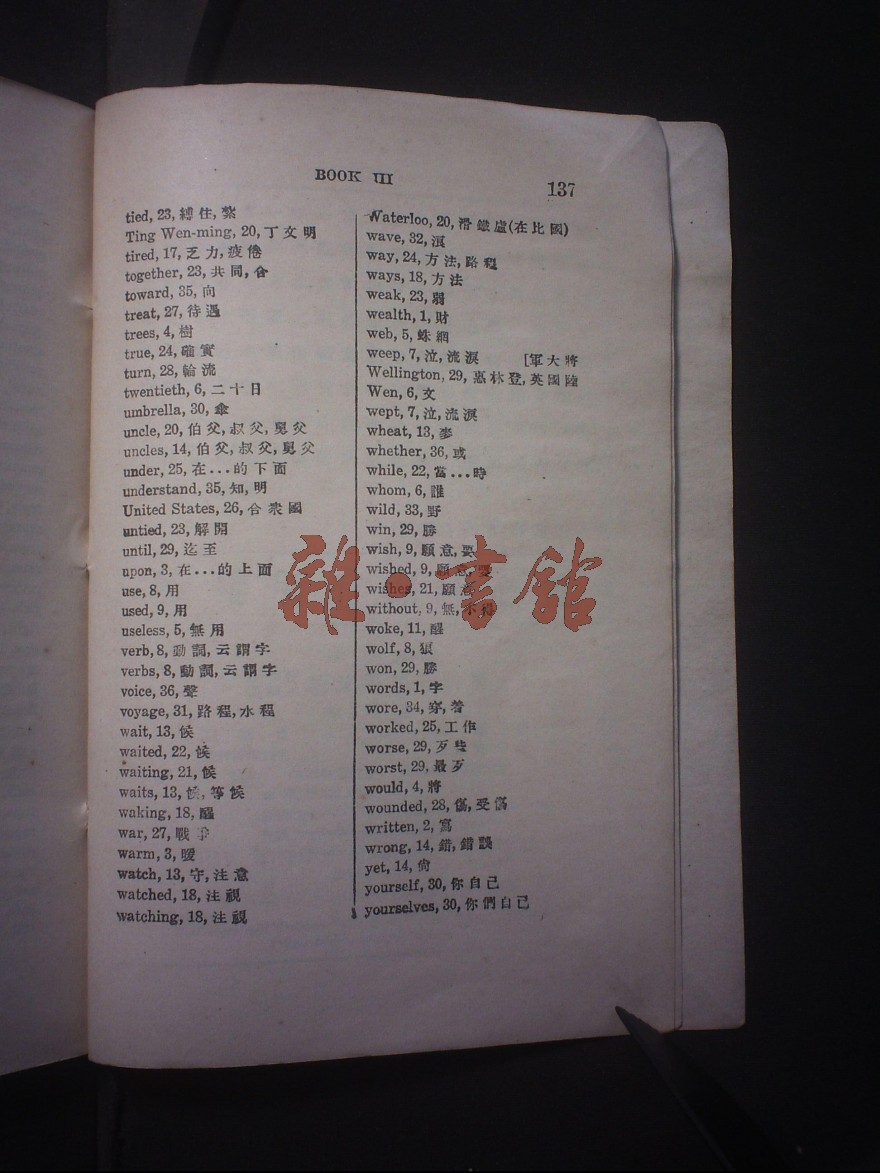 BOOK III
137
tied, 23, 縛住, 紮
Ting Wen-ming, 20, 丁文明
tired, 17, 乏力, 疲倦
together, 23, 共同, 合
toward, 35, 向
treat, 27, 待遇
trees, 4, 樹
true, 24, 確實
turn, 28, 輪流
twentieth, 6, 二十日
umbrella, 30, 傘
uncle, 20, 伯父, 叔父, 舅父
uncles, 14, 伯父, 叔父, 舅父
under, 25, 在...的下面
understand, 35, 知, 明
United States, 26, 合衆國
untied, 23, 解開
until, 29, 迄至
upon, 3, 在...的上面
use, 8, 用
used, 9, 用
useless, 5, 無用
verb, 8, 動詞, 云謂字
verbs, 8, 動詞, 云謂字
voice, 36, 聲
voyage, 31, 路程, 水程
wait, 13, 候
waited, 22, 候
waiting, 21, 候
waits, 13, 候, 等候
waking, 18, 醒
war, 27, 戰爭
warm, 3, 暖
watch, 13, 守, 注意
watched, 18, 注視
watching, 18, 注視
Waterloo, 20, 滑鐵盧(在比國)
wave, 32, 浪
way, 24, 方法, 路程
ways, 18, 方法
weak, 23, 弱
wealth, 1, 財
web, 5, 蛛網
weep, 7, 泣, 流淚 [軍大將
Wellington, 29, 惠林登, 英國陸
Wen, 6, 文
wept, 7, 泣, 流淚
wheat, 13, 麥
whether, 36, 或
while, 22, 當...時
whom, 6, 誰
wild, 33, 野
win, 29, 勝
wish, 9, 願意, 要
wished, 9, 願意, 要
wishes, 21, 願意
without, 9, 無,
woke, 11, 醒
wolf, 8, 狼
won, 29, 勝
words, 1, 字
wore, 34, 穿, 着
worked, 25, 工作
worse, 29, 歹些
worst, 29, 最歹
would, 4, 將
wounded, 28, 傷, 受傷
written, 2, 寫
wrong, 14, 錯, 錯誤
yet, 14, 尙
yourself, 30, 你自己
yourselves, 30, 你們自己
雜·書館